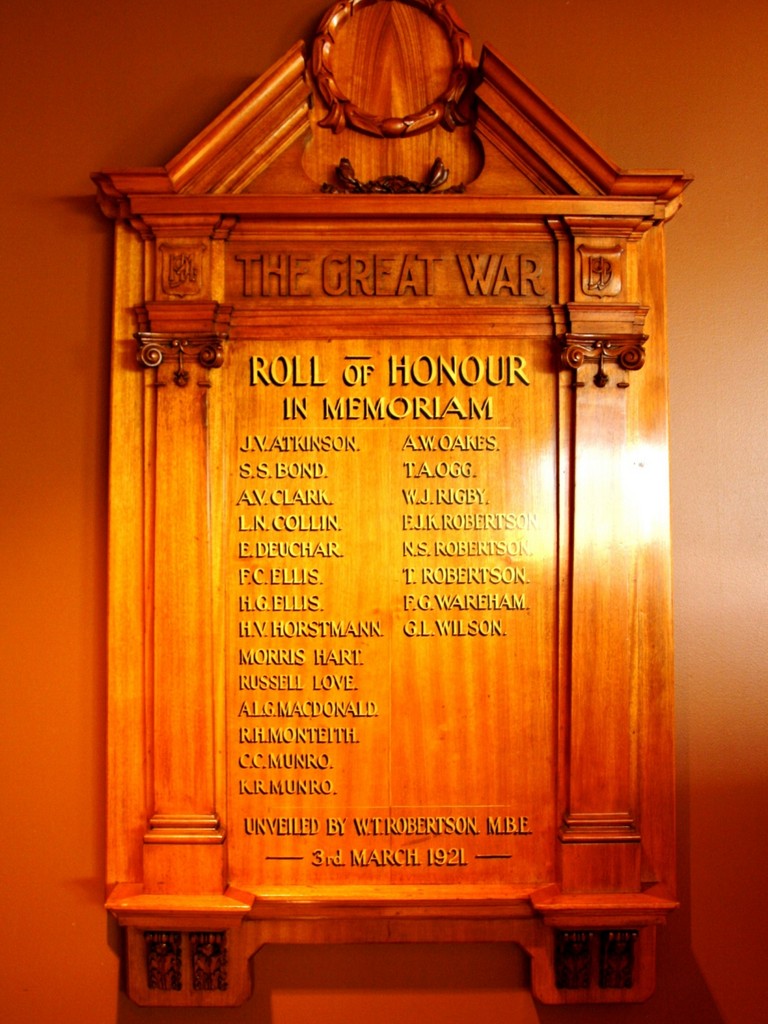 THE GREAT WAR
ROLL OF HONOUR
IN MEMORIAM
J.V. ATKINSON.
S.S. BOND.
A.V. CLARK.
L.N. COLLIN.
E. DEUCHAR.
F.C. ELLIS.
H.G. ELLIS.
H.V. HORSTMANN.
MORRIS HART.
RUSSELL LOVE.
A.L.G. MACDONALD.
R.H. MONTEITH.
C.C. MUNRO.
K.R. MUNRO.
A.W. OAKES.
T.A. OGG.
W.J. RIGBY.
F.J.K. ROBERTSON
N.S. ROBERTSON.
T. ROBERTSON.
F.G. WAREHAM.
G.L. WILSON.
UNVEILED BY W.T. ROBERTSON. M.B.E.
3rd. MARCH. 1921